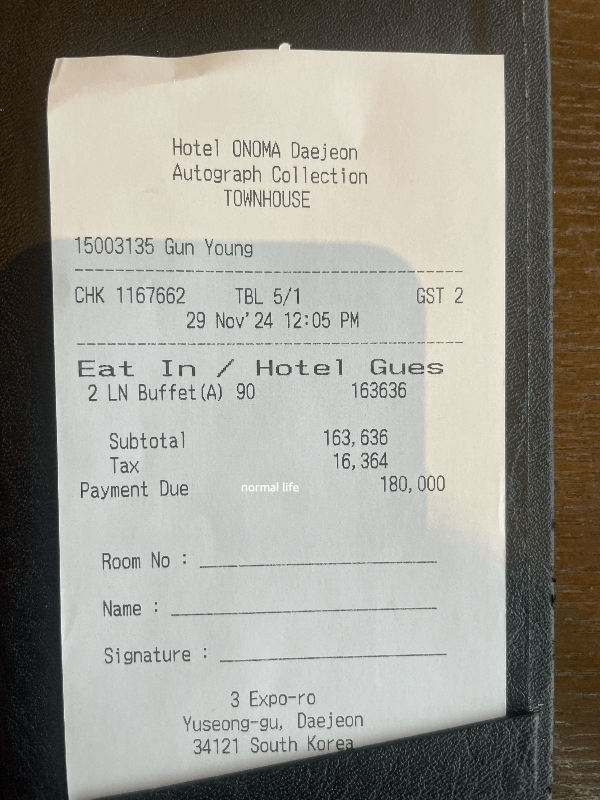 Hotel ONOMA Daejeon
Autograph Collection
TOWNHOUSE
15003135 Gun Young
CHK 1167662 TBL 5/1 GST 2
29 Nov'24 12:05 PM
Eat In / Hotel Gues
2 LN Buffet(A) 90 163636
Subtotal 163,636
Tax 16,364
Payment Due 180,000
normal life
Room No :
Name :
Signature :
3 Expo-ro
Yuseong-gu, Daejeon
34121 South Korea